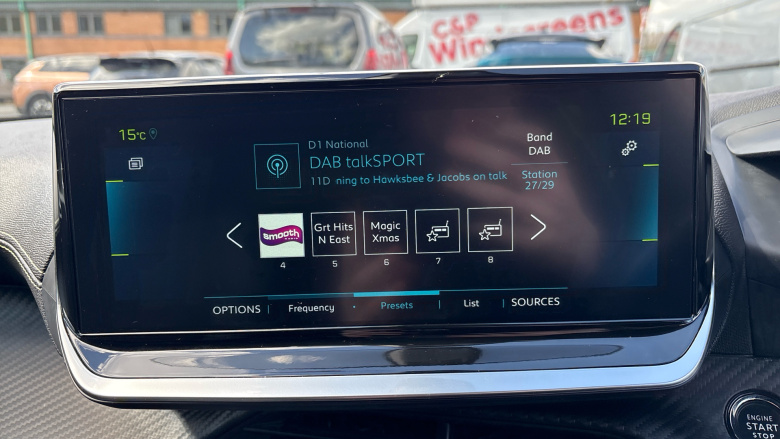 C&P
Windscreens
15°C
12:19
D1 National
DAB talkSPORT
11D ning to Hawksbee & Jacobs on talk
Band
DAB
Station
27/29
smooth
Grt Hits
N East
Magic
Xmas
4
5
6
7
8
OPTIONS
Frequency
Presets
List
SOURCES
ENGINE
START
STOP